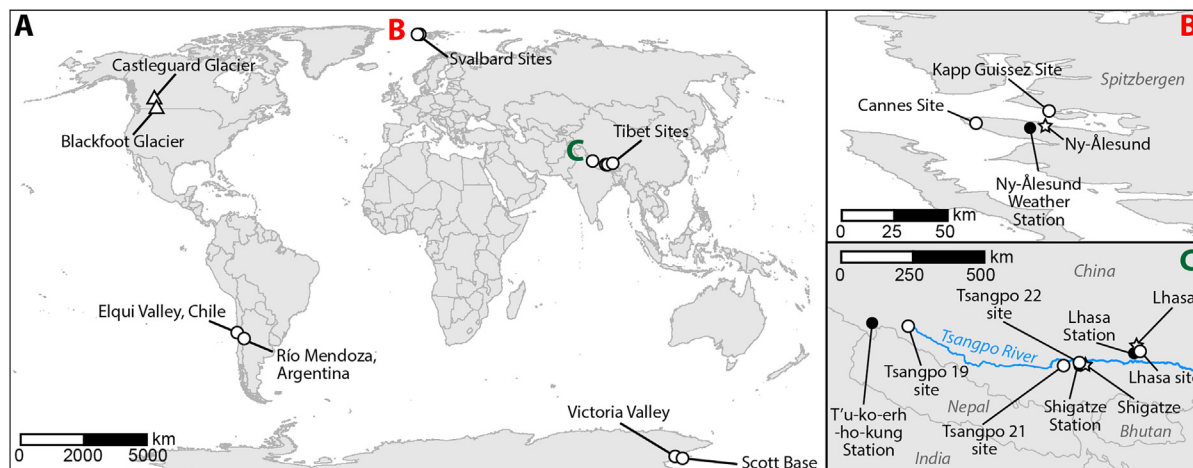 A
B
Svalbard Sites
Castleguard Glacier
Blackfoot Glacier
Tibet Sites
C
Elqui Valley, Chile
Río Mendoza,
Argentina
Victoria Valley
Scott Base
km
0 2000 5000
B
Kapp Guissez Site
Spitzbergen
Cannes Site
Ny-Ålesund
Ny-Ålesund
Weather
Station
km
0 25 50
km
0 250 500
C
China
Tsangpo 22
site
Lhasa
Lhasa
Station
Tsangpo River
Tsangpo 19
site
Lhasa site
T'u-ko-erh
-ho-kung
Station
Nepal
Tsangpo 21
site
Shigatze
Station
Shigatze
Bhutan
India